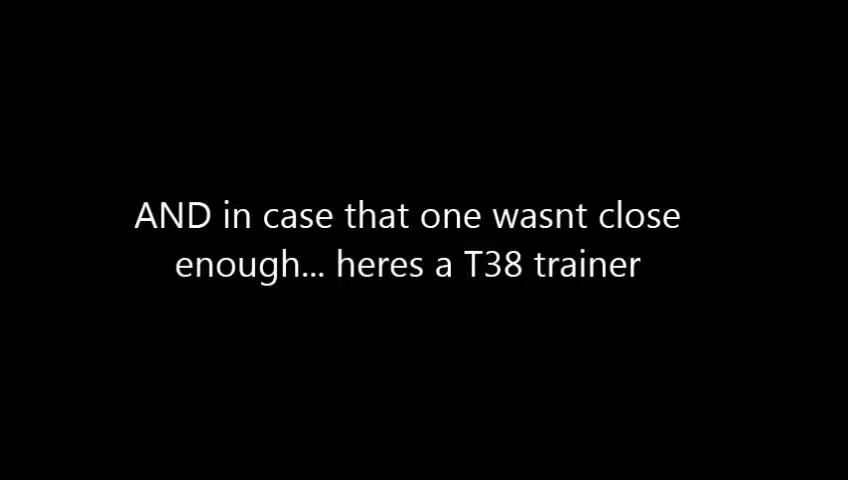 AND in case that one wasnt close
enough... heres a T38 trainer